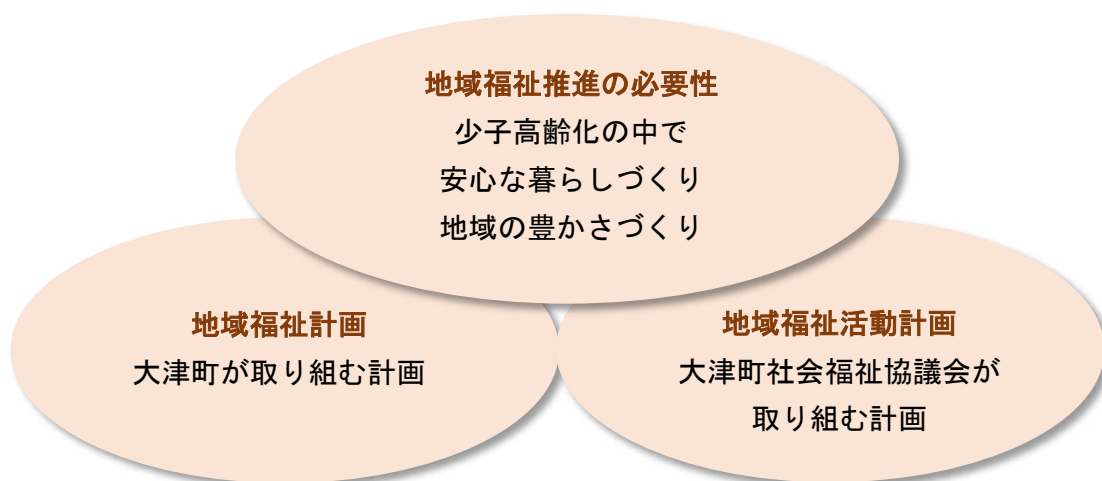 地域福祉推進の必要性
少子高齢化の中で
安心な暮らしづくり
地域の豊かさづくり
地域福祉計画
大津町が取り組む計画
地域福祉活動計画
大津町社会福祉協議会が
取り組む計画